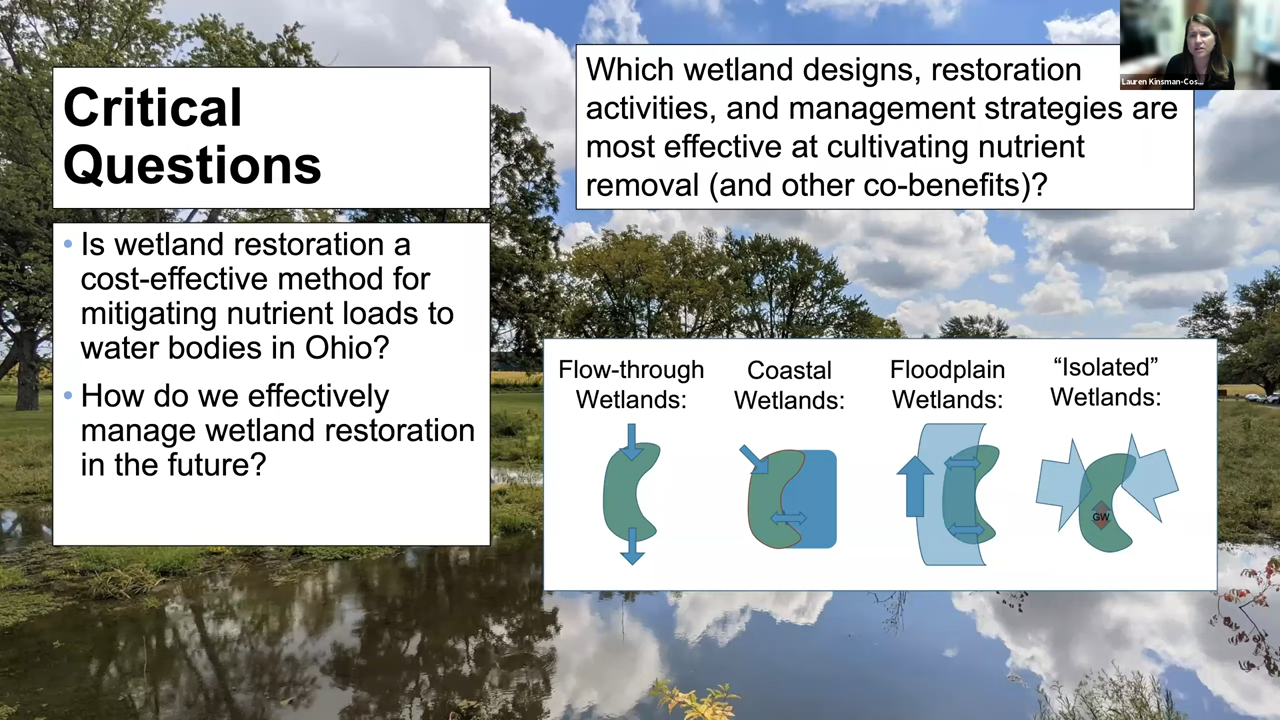 Critical
Questions
• Is wetland restoration a
cost-effective method for
mitigating nutrient loads to
water bodies in Ohio?
• How do we effectively
manage wetland restoration
in the future?
Which wetland designs, restoration
activities, and management strategies are
most effective at cultivating nutrient
removal (and other co-benefits)?
Lauren Kinsman-Cos...
Flow-through
Wetlands:
Coastal
Wetlands:
Floodplain
Wetlands:
“Isolated”
Wetlands:
GW